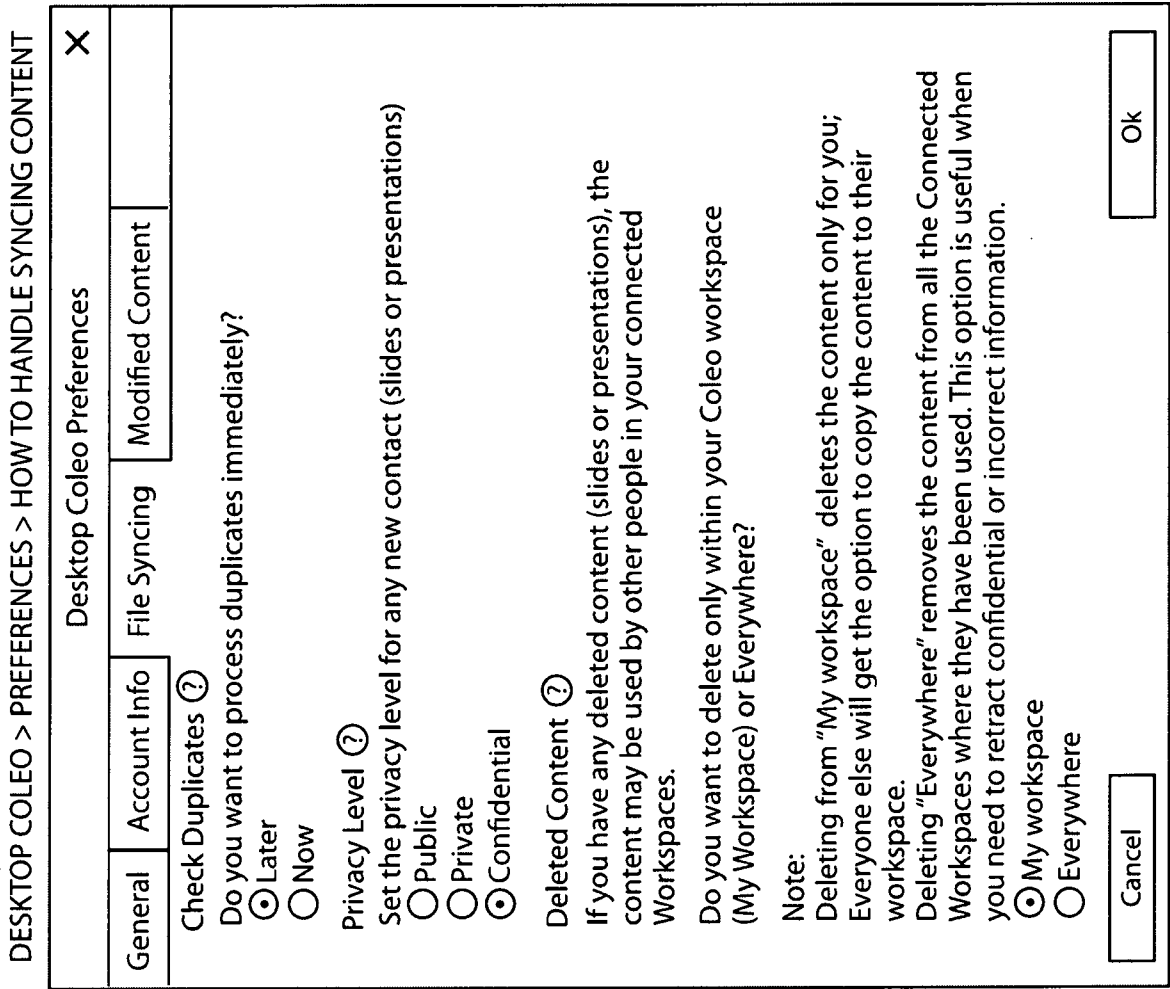 DESKTOP COLEO > PREFERENCES > HOW TO HANDLE SYNCING CONTENT
Desktop Coleo Preferences X
General Account Info File Syncing Modified Content
Check Duplicates ?
Do you want to process duplicates immediately?
Later
Now
Privacy Level ?
Set the privacy level for any new contact (slides or presentations)
Public
Private
Confidential
Deleted Content ?
If you have any deleted content (slides or presentations), the
content may be used by other people in your connected
Workspaces.
Do you want to delete only within your Coleo workspace
(My Workspace) or Everywhere?
Note:
Deleting from "My workspace" deletes the content only for you;
Everyone else will get the option to copy the content to their
workspace.
Deleting "Everywhere" removes the content from all the Connected
Workspaces where they have been used. This option is useful when
you need to retract confidential or incorrect information.
My workspace
Everywhere
Cancel Ok